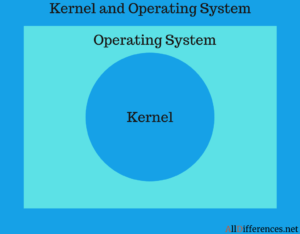 Kernel and Operating System
Operating System
Kernel
AllDifferences.net